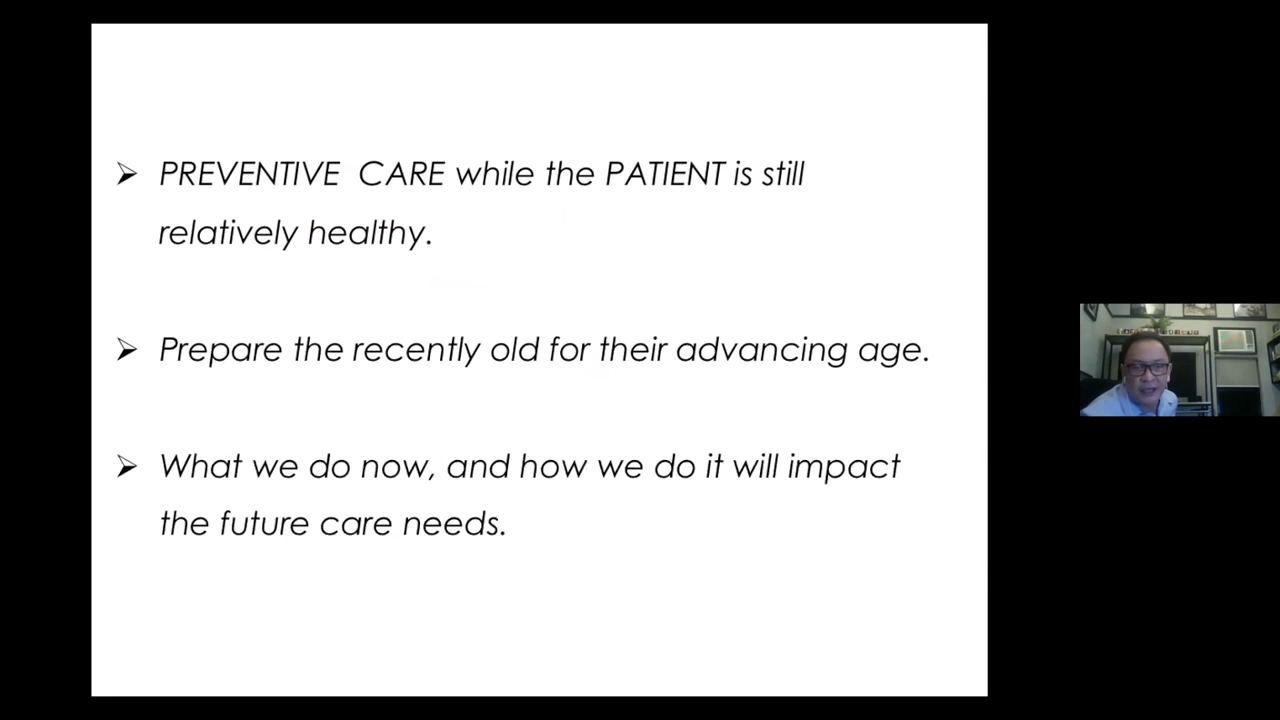 ➢ PREVENTIVE CARE while the PATIENT is still
relatively healthy.
➢ Prepare the recently old for their advancing age.
➢ What we do now, and how we do it will impact
the future care needs.